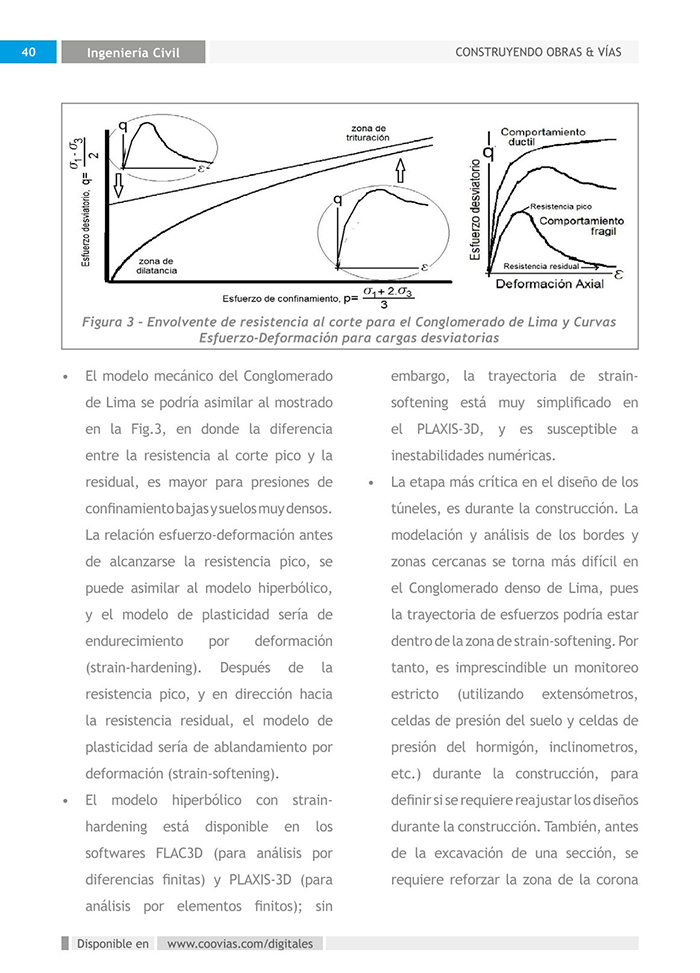 40
Ingenieria Civil
CONSTRUYENDO OBRAS & VÍAS
Esfuerzo desviatorio, q= σ1 - σ3 / 2
q
ε
zona de
trituración
zona de
dilatancia
q
ε
Esfuerzo de confinamiento, p= σ1 + 2.σ3 / 3
q
Esfuerzo desviatorio
Comportamiento
ductil
Resistencia pico
Comportamiento
fragil
Resistencia residual
ε
Deformación Axial
Figura 3 – Envolvente de resistencia al corte para el Conglomerado de Lima y Curvas
Esfuerzo-Deformación para cargas desviatorias
• El modelo mecánico del Conglomerado
de Lima se podría asimilar al mostrado
en la Fig.3, en donde la diferencia
entre la resistencia al corte pico y la
residual, es mayor para presiones de
confinamiento bajas y suelos muy densos.
La relación esfuerzo-deformación antes
de alcanzarse la resistencia pico, se
puede asimilar al modelo hiperbólico,
y el modelo de plasticidad sería de
endurecimiento por deformación
(strain-hardening). Después de la
resistencia pico, y en dirección hacia
la resistencia residual, el modelo de
plasticidad sería de ablandamiento por
deformación (strain-softening).
• El modelo hiperbólico con strain-
hardening está disponible en los
softwares FLAC3D (para análisis por
diferencias finitas) y PLAXIS-3D (para
análisis por elementos finitos); sin
embargo, la trayectoria de strain-
softening está muy simplificado en
el PLAXIS-3D, y es susceptible a
inestabilidades numéricas.
• La etapa más crítica en el diseño de los
túneles, es durante la construcción. La
modelación y análisis de los bordes y
zonas cercanas se torna más difícil en
el Conglomerado denso de Lima, pues
la trayectoria de esfuerzos podría estar
dentro de la zona de strain-softening. Por
tanto, es imprescindible un monitoreo
estricto (utilizando extensómetros,
celdas de presión del suelo y celdas de
presión del hormigón, inclinometros,
etc.) durante la construcción, para
definir si se requiere reajustar los diseños
durante la construcción. También, antes
de la excavación de una sección, se
requiere reforzar la zona de la corona
Disponible en
www.coovias.com/digitales